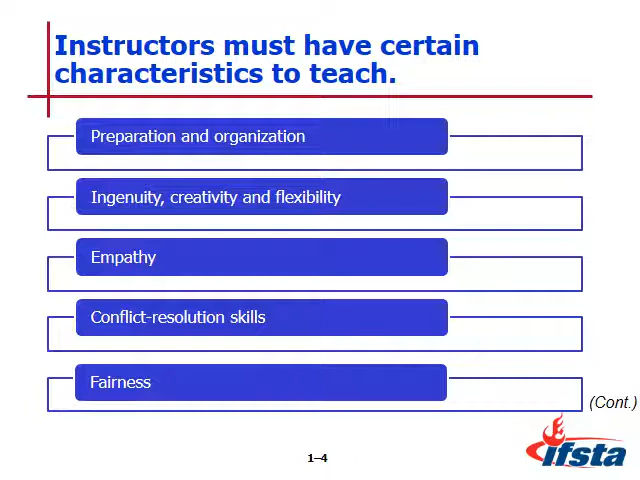 Instructors must have certain
characteristics to teach.
Preparation and organization
Ingenuity, creativity and flexibility
Empathy
Conflict-resolution skills
Fairness
(Cont.)
1–4
ifsta